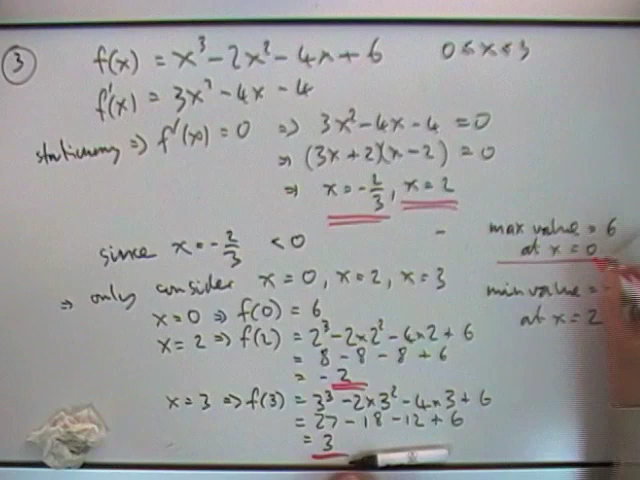 ③ f(x) = x³ - 2x² - 4x + 6 0 ≤ x ≤ 3
f'(x) = 3x² - 4x - 4
stationary ⇒ f'(x) = 0 ⇒ 3x² - 4x - 4 = 0
⇒ (3x + 2)(x - 2) = 0
⇒ x = -2/3, x = 2
since x = -2/3 < 0
⇒ only consider x = 0, x = 2, x = 3
x = 0 ⇒ f(0) = 6
x = 2 ⇒ f(2) = 2³ - 2×2² - 4×2 + 6
= 8 - 8 - 8 + 6
= -2
x = 3 ⇒ f(3) = 3³ - 2×3² - 4×3 + 6
= 27 - 18 - 12 + 6
= 3
max value = 6
at x = 0
min value = -
at x = 2